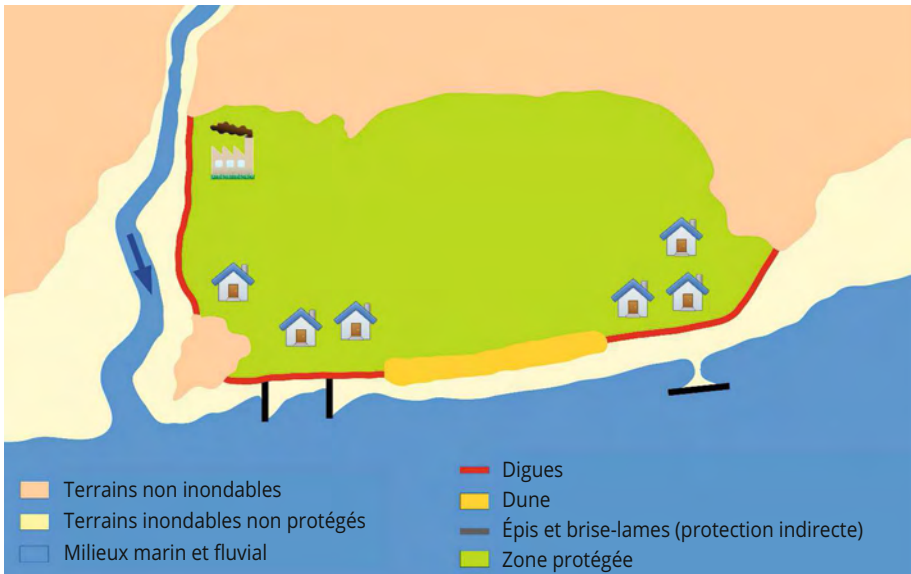 Terrains non inondables
Terrains inondables non protégés
Milieux marin et fluvial
Digues
Dune
Épis et brise-lames (protection indirecte)
Zone protégée